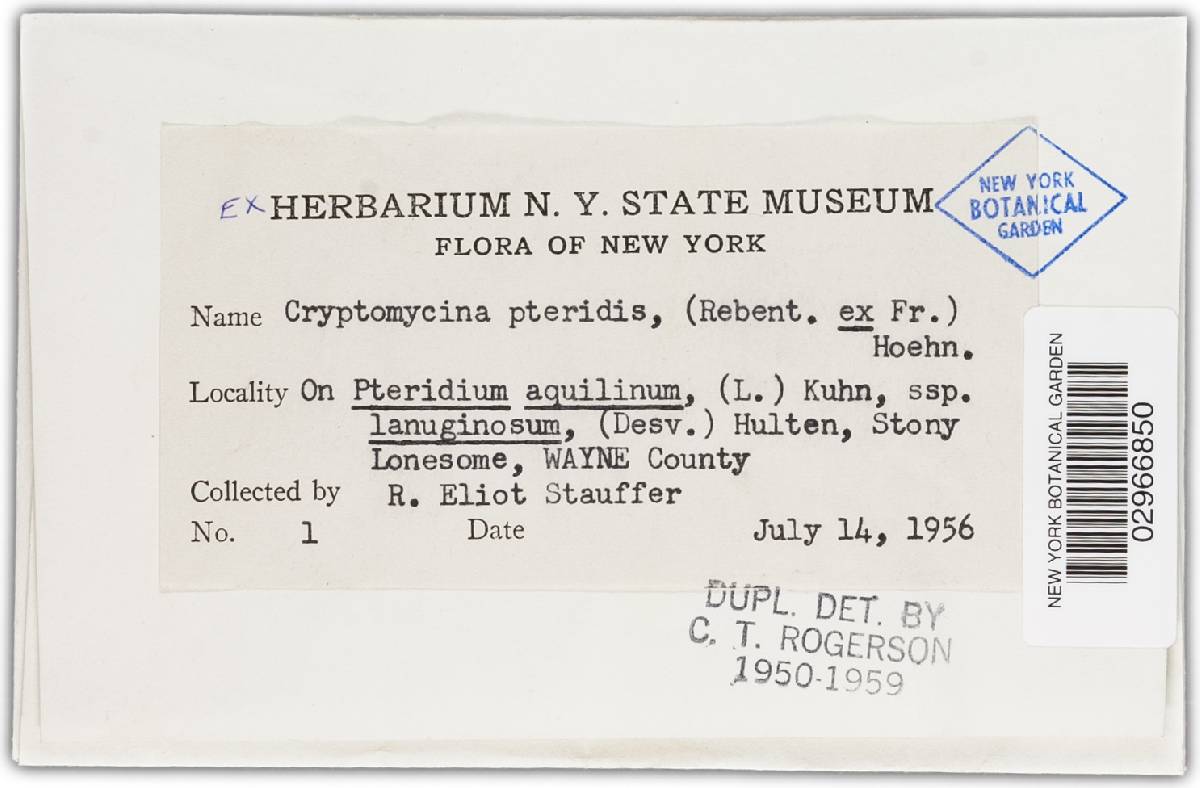 EX HERBARIUM N. Y. STATE MUSEUM
FLORA OF NEW YORK
NEW YORK
BOTANICAL
GARDEN
Name Cryptomycina pteridis, (Rebent. ex Fr.)
Hoehn.
Locality On Pteridium aquilinum, (L.) Kuhn, ssp.
lanuginosum, (Desv.) Hulten, Stony
Lonesome, WAYNE County
Collected by R. Eliot Stauffer
No. 1 Date July 14, 1956
NEW YORK BOTANICAL GARDEN
02966850
DUPL. DET. BY
C. T. ROGERSON
1950-1959